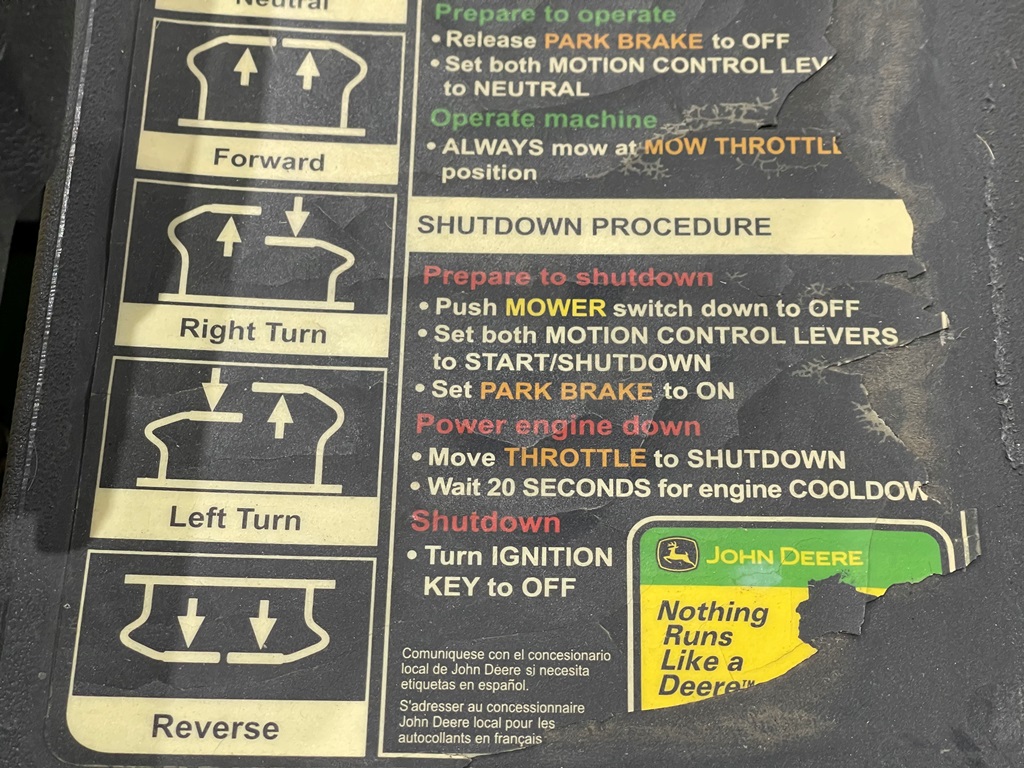 Neutral
Forward
Right Turn
Left Turn
Reverse
Prepare to operate
• Release PARK BRAKE to OFF
• Set both MOTION CONTROL LEV
to NEUTRAL
Operate machine
• ALWAYS mow at MOW THROTTL
position
SHUTDOWN PROCEDURE
Prepare to shutdown
• Push MOWER switch down to OFF
• Set both MOTION CONTROL LEVERS
to START/SHUTDOWN
• Set PARK BRAKE to ON
Power engine down
• Move THROTTLE to SHUTDOWN
• Wait 20 SECONDS for engine COOLDOW
Shutdown
• Turn IGNITION
KEY to OFF
Comuniquese con el concesionario
local de John Deere si necesita
etiquetas en español.
S'adresser au concessionnaire
John Deere local pour les
autocollants en français
JOHN DEERE
Nothing
Runs
Like a
Deere™